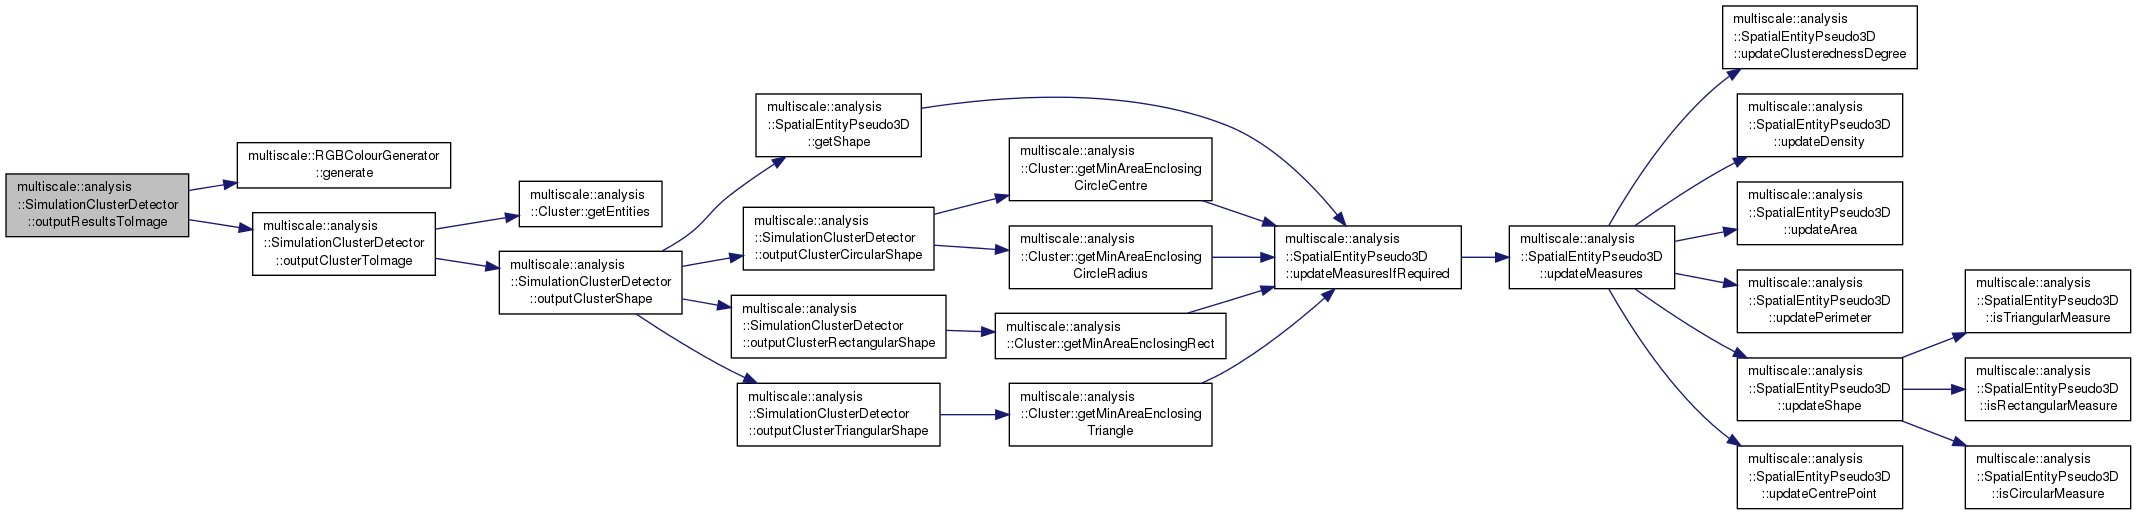 multiscale::analysis
::SimulationClusterDetector
::outputResultsToImage
multiscale::RGBColourGenerator
::generate
multiscale::analysis
::SimulationClusterDetector
::outputClusterToImage
multiscale::analysis
::Cluster::getEntities
multiscale::analysis
::SimulationClusterDetector
::outputClusterShape
multiscale::analysis
::SpatialEntityPseudo3D
::getShape
multiscale::analysis
::SimulationClusterDetector
::outputClusterCircularShape
multiscale::analysis
::SimulationClusterDetector
::outputClusterRectangularShape
multiscale::analysis
::SimulationClusterDetector
::outputClusterTriangularShape
multiscale::analysis
::Cluster::getMinAreaEnclosing
CircleCentre
multiscale::analysis
::Cluster::getMinAreaEnclosing
CircleRadius
multiscale::analysis
::Cluster::getMinAreaEnclosingRect
multiscale::analysis
::Cluster::getMinAreaEnclosing
Triangle
multiscale::analysis
::SpatialEntityPseudo3D
::updateMeasuresIfRequired
multiscale::analysis
::SpatialEntityPseudo3D
::updateMeasures
multiscale::analysis
::SpatialEntityPseudo3D
::updateClusterednessDegree
multiscale::analysis
::SpatialEntityPseudo3D
::updateDensity
multiscale::analysis
::SpatialEntityPseudo3D
::updateArea
multiscale::analysis
::SpatialEntityPseudo3D
::updatePerimeter
multiscale::analysis
::SpatialEntityPseudo3D
::updateShape
multiscale::analysis
::SpatialEntityPseudo3D
::updateCentrePoint
multiscale::analysis
::SpatialEntityPseudo3D
::isTriangularMeasure
multiscale::analysis
::SpatialEntityPseudo3D
::isRectangularMeasure
multiscale::analysis
::SpatialEntityPseudo3D
::isCircularMeasure